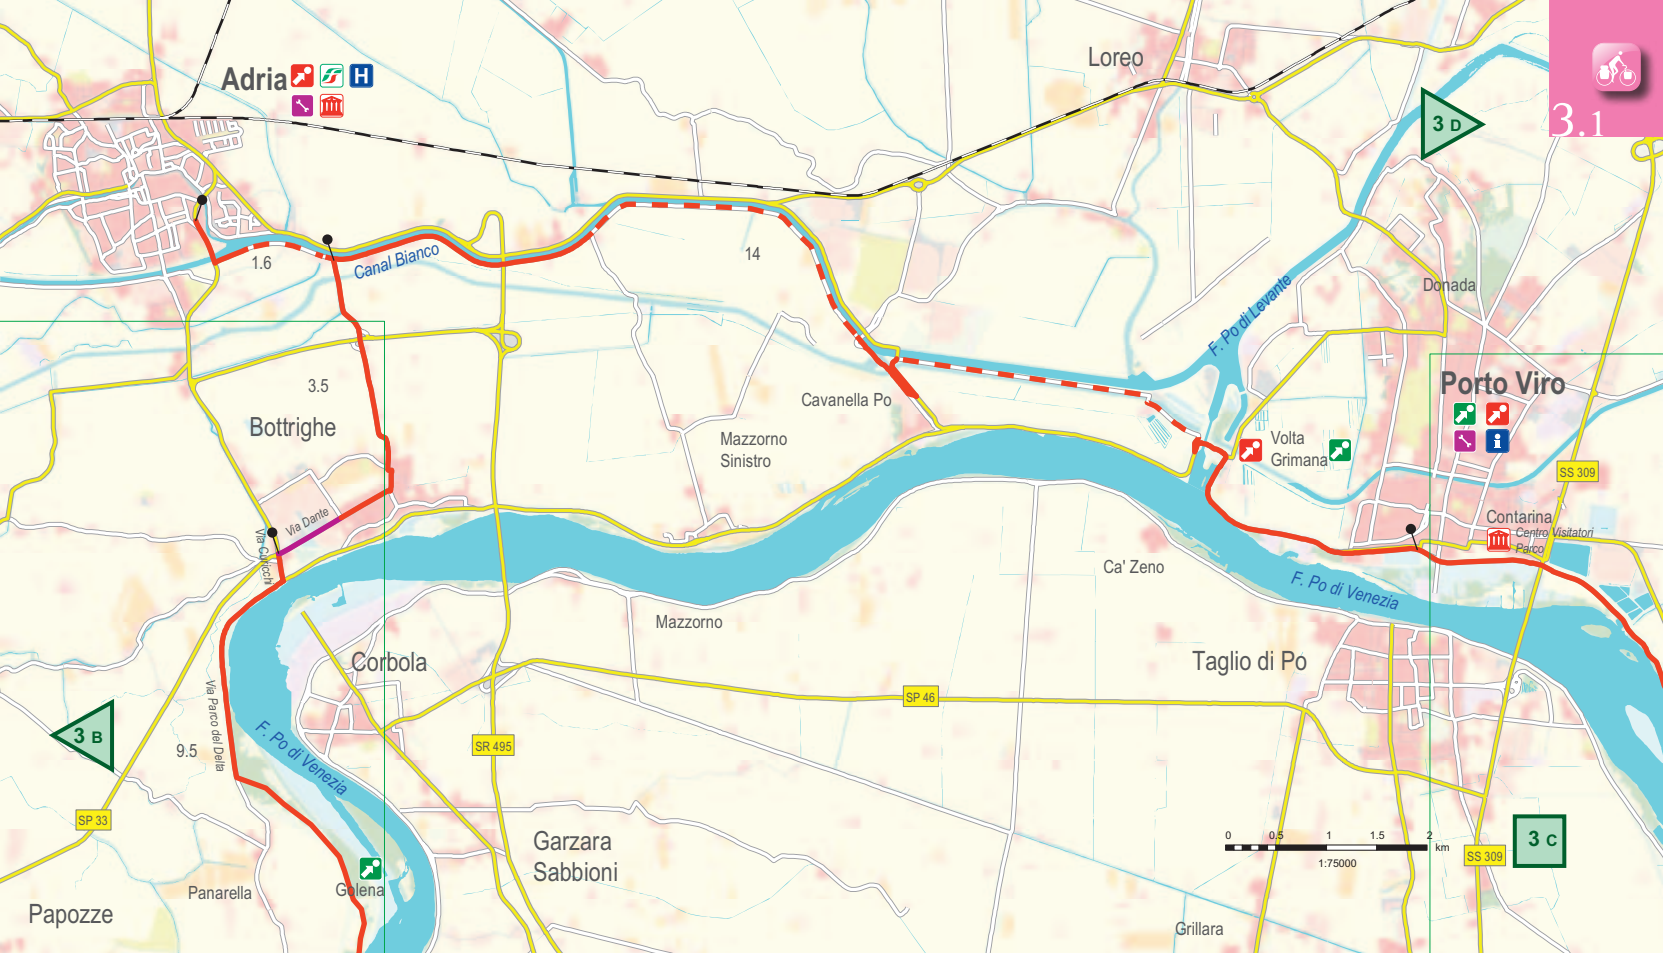 Loreo
Adria
H
3 D
3.1
1.6
Canal Bianco
14
F. Po di Levante
Donada
3.5
Bottrighe
Cavanella Po
Porto Viro
i
Mazzorno
Sinistro
Volta
Grimana
SS 309
Via Dante
Via Curicchi
Contarina
Centro Visitatori
Parco
Ca' Zeno
F. Po di Venezia
Mazzorno
Corbola
Taglio di Po
SP 46
Via Parco del Delta
3 B
9.5
F. Po di Venezia
SR 495
SP 33
0 0.5 1 1.5 2
km
1:75000
3 C
SS 309
Garzara
Sabbioni
Golena
Panarella
Papozze
Grillara